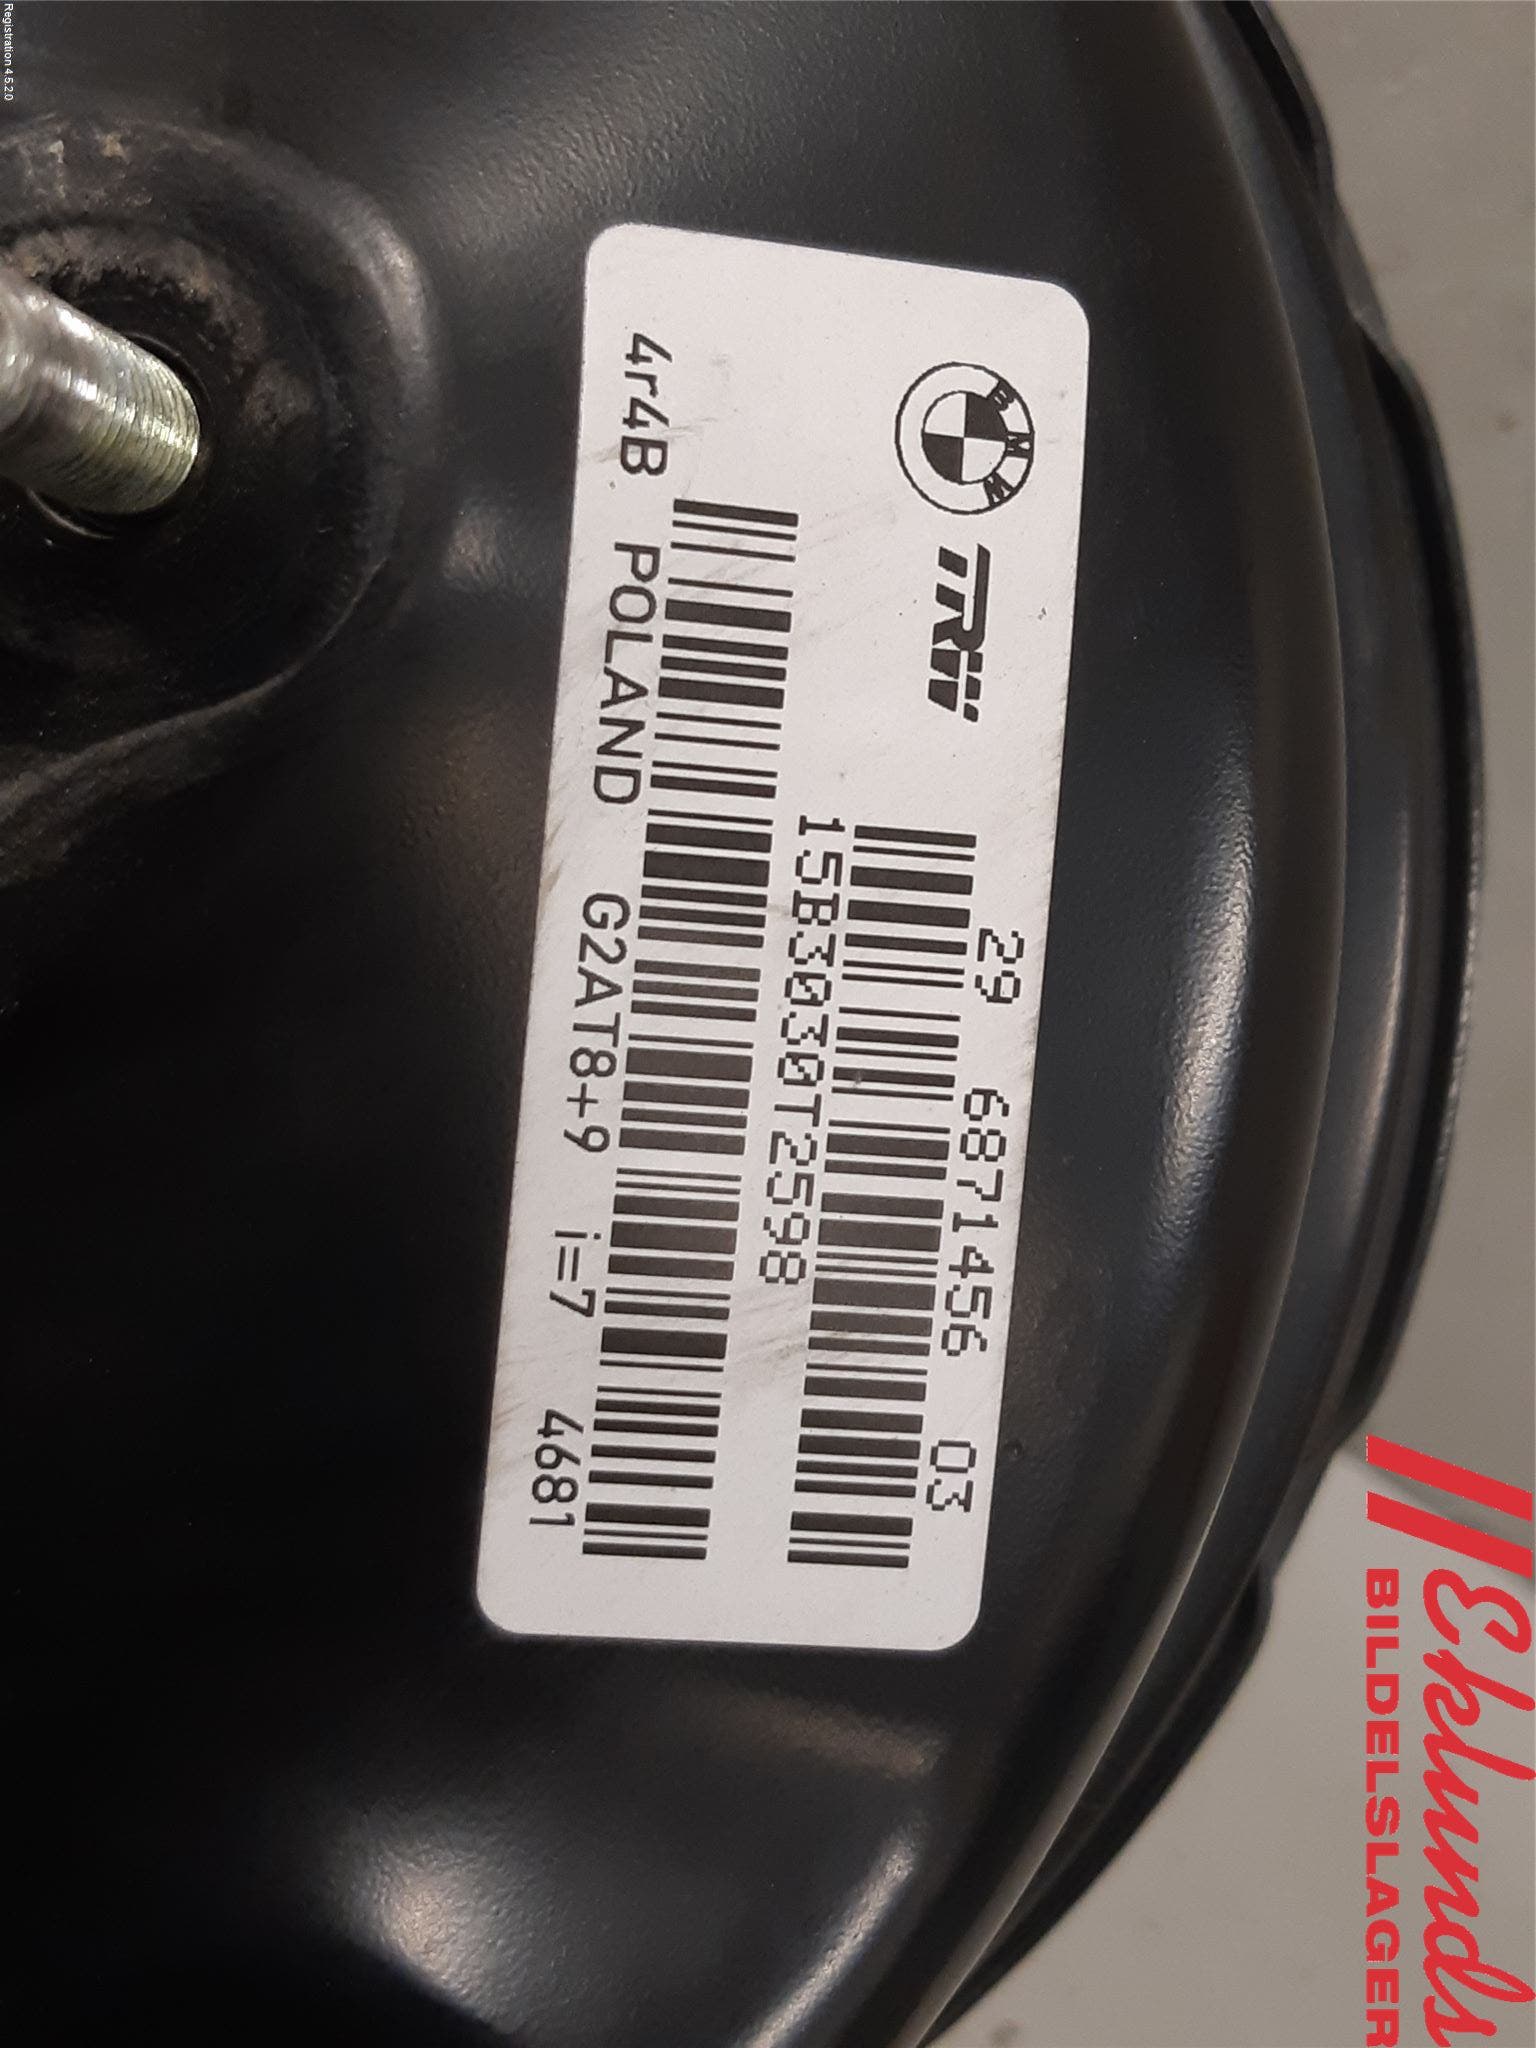 Registration 4.5.2.0
BMW TRW 29 6871456 03
15B3030T2598
4r4B POLAND G2AT8+9 i=7 4681
Eklunds
BILDELSLAGER